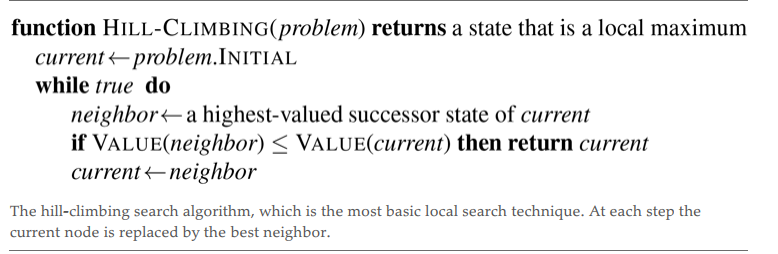 function HILL-CLIMBING(problem) returns a state that is a local maximum
current←problem.INITIAL
while true do
neighbor←a highest-valued successor state of current
if VALUE(neighbor) ≤ VALUE(current) then return current
current←neighbor
The hill-climbing search algorithm, which is the most basic local search technique. At each step the
current node is replaced by the best neighbor.